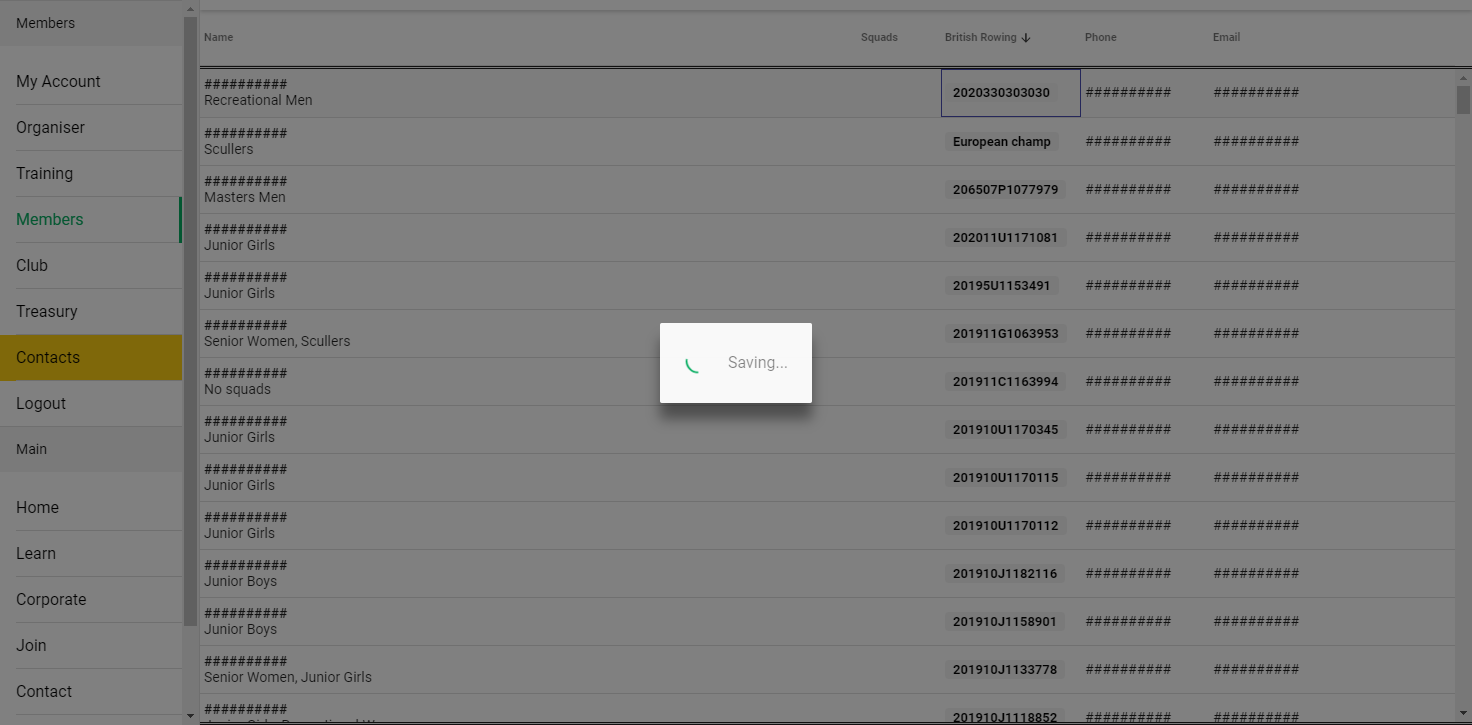 Members
My Account
Organiser
Training
Members
Club
Treasury
Contacts
Logout
Main
Home
Learn
Corporate
Join
Contact
Name Squads British Rowing Phone Email
##########
Recreational Men
2020330303030 ########## ##########
##########
Scullers
European champ ########## ##########
##########
Masters Men
206507P1077979 ########## ##########
##########
Junior Girls
202011U1171081 ########## ##########
##########
Junior Girls
20195U1153491 ########## ##########
##########
Senior Women, Scullers
201911G1063953 ########## ##########
##########
No squads
201911C1163994 ########## ##########
##########
Junior Girls
201910U1170345 ########## ##########
##########
Junior Girls
201910U1170115 ########## ##########
##########
Junior Girls
201910U1170112 ########## ##########
##########
Junior Boys
201910J1182116 ########## ##########
##########
Junior Boys
201910J1158901 ########## ##########
##########
Senior Women, Junior Girls
201910J1133778 ########## ##########
##########
201910J1118852 ########## ##########
Saving...